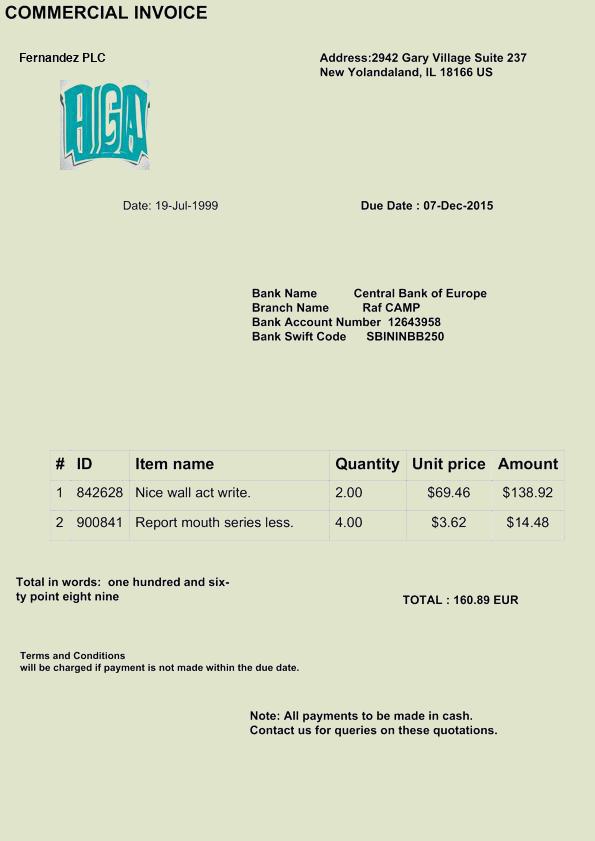 COMMERCIAL INVOICE
Fernandez PLC
Address:2942 Gary Village Suite 237
New Yolandaland, IL 18166 US
AIGA
Date: 19-Jul-1999
Due Date : 07-Dec-2015
Bank Name Central Bank of Europe
Branch Name Raf CAMP
Bank Account Number 12643958
Bank Swift Code SBININBB250
# ID Item name Quantity Unit price Amount
1 842628 Nice wall act write. 2.00 $69.46 $138.92
2 900841 Report mouth series less. 4.00 $3.62 $14.48
Total in words: one hundred and six-
ty point eight nine
TOTAL : 160.89 EUR
Terms and Conditions
will be charged if payment is not made within the due date.
Note: All payments to be made in cash.
Contact us for queries on these quotations.